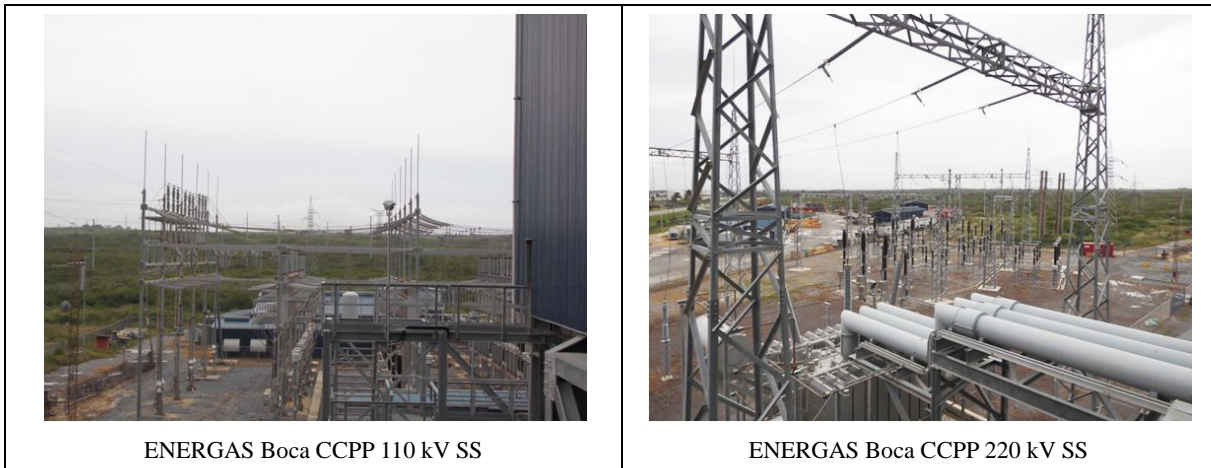 ENERGAS Boca CCPP 110 kV SS
ENERGAS Boca CCPP 220 kV SS